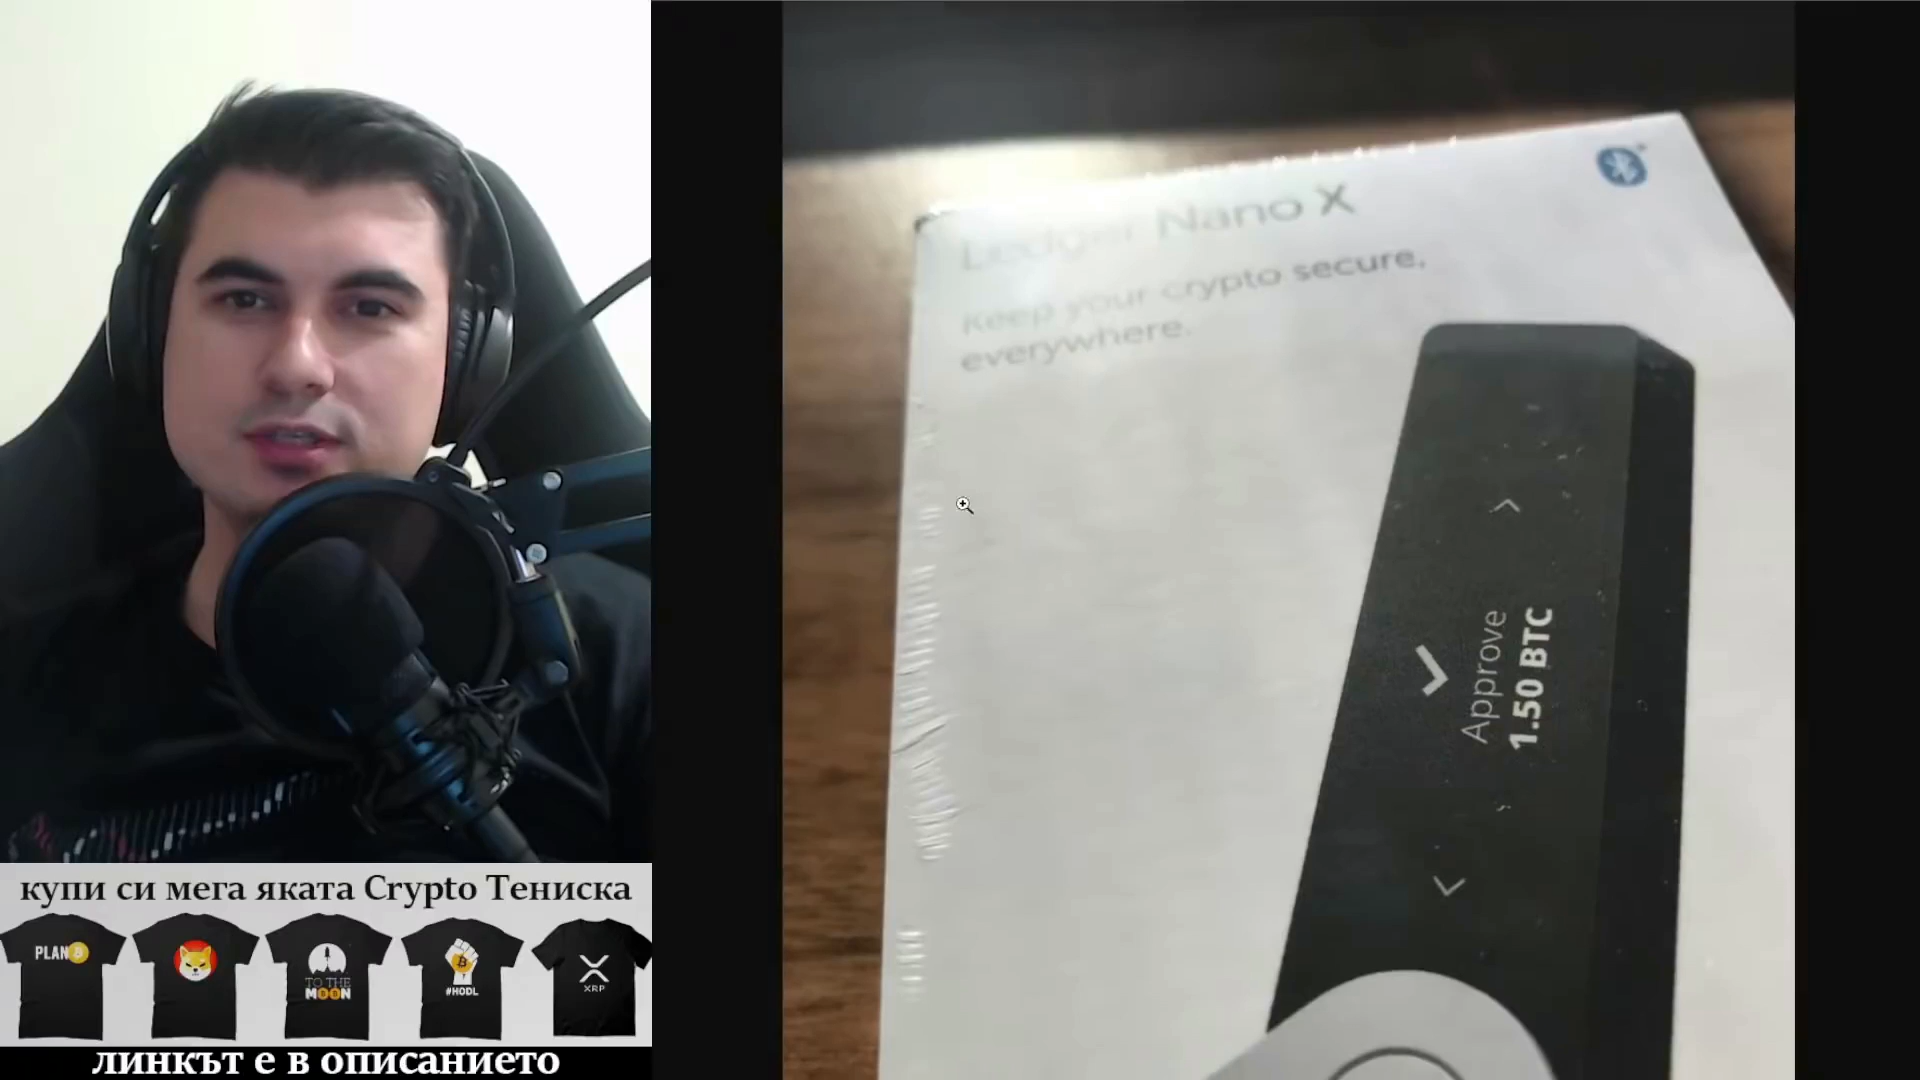 Ledger Nano X
Keep your crypto secure,
everywhere.
Approve
1.50 BTC
купи си мега яката Crypto Тениска
PLAN B
TO THE
MOON
#HODL
XRP
линкът е в описанието